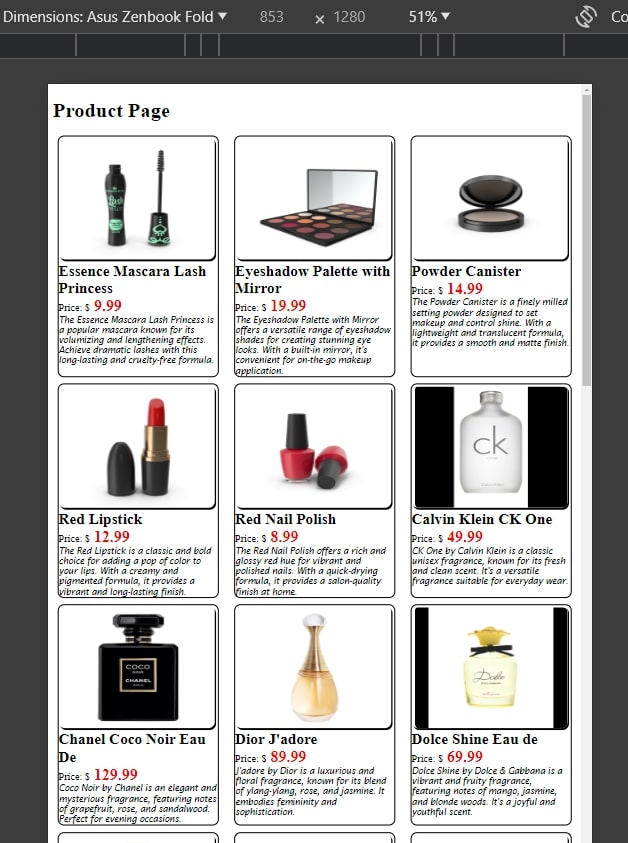 Dimensions: Asus Zenbook Fold ▼ 853 × 1280 51% ▼ Co
Product Page
Essence Mascara Lash
Princess
Price: $ 9.99
The Essence Mascara Lash Princess is
a popular mascara known for its
volumizing and lengthening effects.
Achieve dramatic lashes with this
long-lasting and cruelty-free formula.
Eyeshadow Palette with
Mirror
Price: $ 19.99
The Eyeshadow Palette with Mirror
offers a versatile range of eyeshadow
shades for creating stunning eye
looks. With a built-in mirror, it's
convenient for on-the-go makeup
application.
Powder Canister
Price: $ 14.99
The Powder Canister is a finely milled
setting powder designed to set
makeup and control shine. With a
lightweight and translucent formula,
it provides a smooth and matte finish.
Red Lipstick
Price: $ 12.99
The Red Lipstick is a classic and bold
choice for adding a pop of color to
your lips. With a creamy and
pigmented formula, it provides a
vibrant and long-lasting finish.
Red Nail Polish
Price: $ 8.99
The Red Nail Polish offers a rich and
glossy red hue for vibrant and
polished nails. With a quick-drying
formula, it provides a salon-quality
finish at home.
ck
Calvin Klein CK One
Price: $ 49.99
CK One by Calvin Klein is a classic
unisex fragrance, known for its fresh
and clean scent. It's a versatile
fragrance suitable for everyday wear.
COCO
NOIR
CHANEL
Chanel Coco Noir Eau
De
Price: $ 129.99
Coco Noir by Chanel is an elegant and
mysterious fragrance, featuring notes
of grapefruit, rose, and sandalwood.
Perfect for evening occasions.
Dior J'adore
Price: $ 89.99
J'adore by Dior is a luxurious and
floral fragrance, known for its blend
of ylang-ylang, rose, and jasmine. It
embodies femininity and
sophistication.
Dolce
Dolce Shine Eau de
Price: $ 69.99
Dolce Shine by Dolce & Gabbana is a
vibrant and fruity fragrance,
featuring notes of mango, jasmine,
and blonde woods. It's a joyful and
youthful scent.